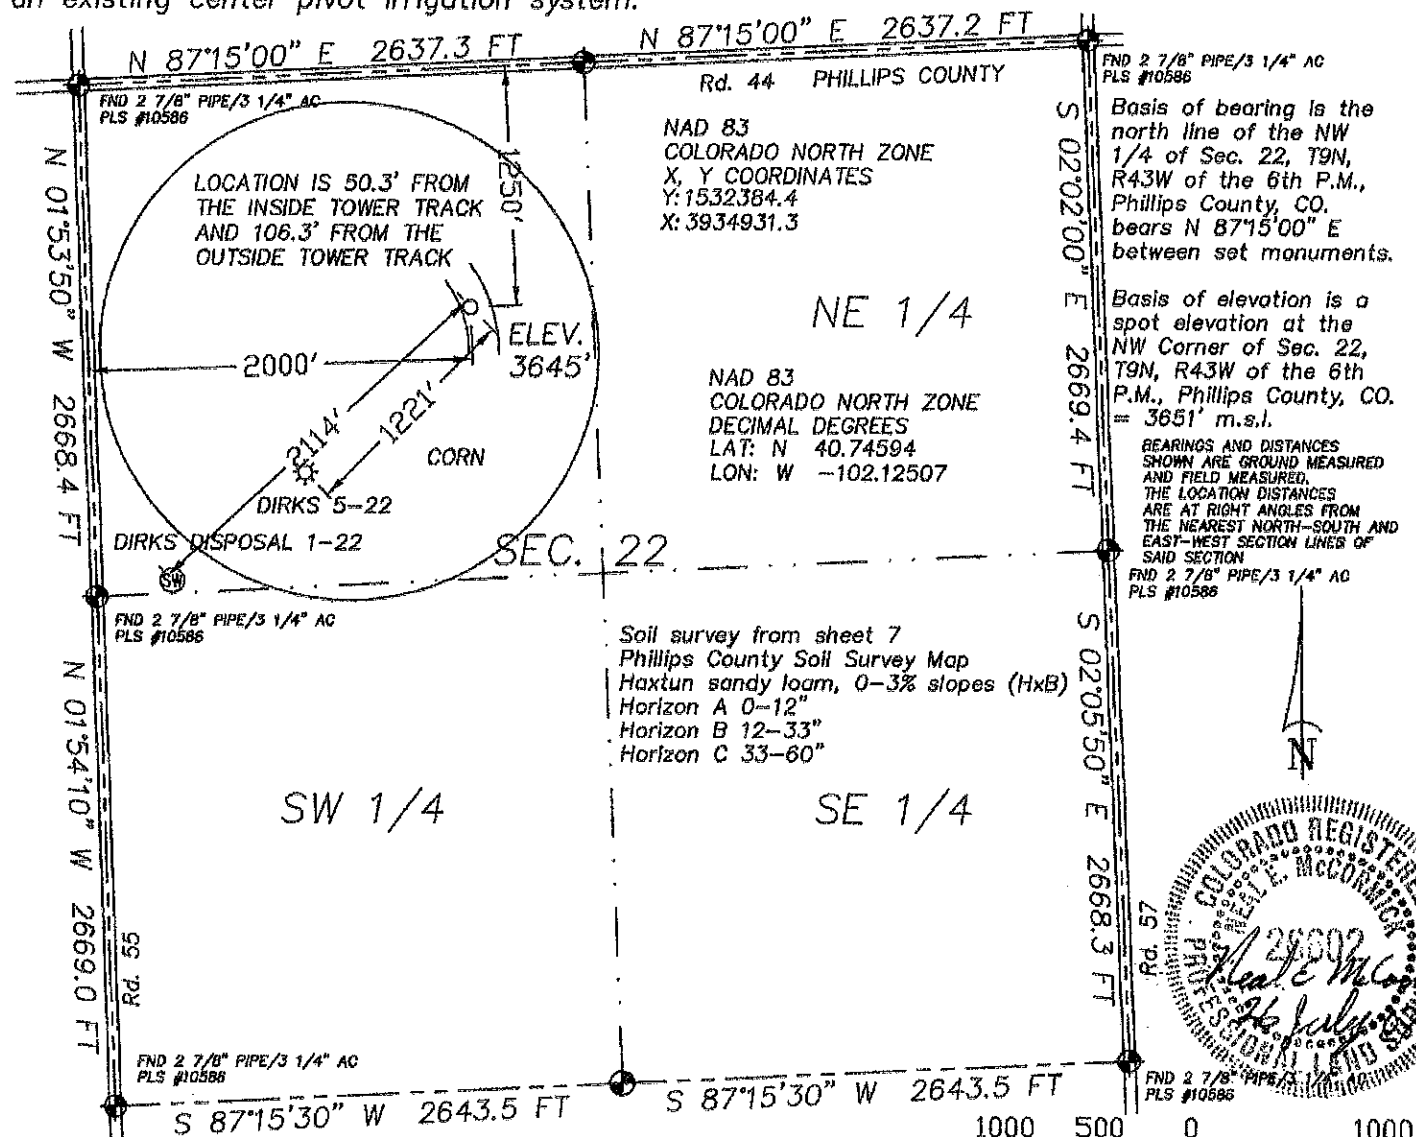 an existing center pivot irrigation system.
N 87°15'00" E 2637.3 FT
N 87°15'00" E 2637.2 FT
Rd. 44 PHILLIPS COUNTY
FND 2 7/8" PIPE/3 1/4" AC
PLS #10586
FND 2 7/8" PIPE/3 1/4" AC
PLS #10586
N 01°53'50" W 2668.4 FT
LOCATION IS 50.3' FROM
THE INSIDE TOWER TRACK
AND 106.3' FROM THE
OUTSIDE TOWER TRACK
1250'
2000'
ELEV.
3645'
2114'
1221'
CORN
DIRKS 5-22
DIRKS DISPOSAL 1-22
SW
NAD 83
COLORADO NORTH ZONE
X, Y COORDINATES
Y: 1532384.4
X: 3934931.3
NE 1/4
NAD 83
COLORADO NORTH ZONE
DECIMAL DEGREES
LAT: N 40.74594
LON: W -102.12507
S 02°02'00" E 2669.4 FT
Basis of bearing is the
north line of the NW
1/4 of Sec. 22, T9N,
R43W of the 6th P.M.,
Phillips County, CO.
bears N 87°15'00" E
between set monuments.
Basis of elevation is a
spot elevation at the
NW Corner of Sec. 22,
T9N, R43W of the 6th
P.M., Phillips County, CO.
= 3651' m.s.l.
BEARINGS AND DISTANCES
SHOWN ARE GROUND MEASURED
AND FIELD MEASURED.
THE LOCATION DISTANCES
ARE AT RIGHT ANGLES FROM
THE NEAREST NORTH-SOUTH AND
EAST-WEST SECTION LINES OF
SAID SECTION
FND 2 7/8" PIPE/3 1/4" AC
PLS #10586
SEC. 22
FND 2 7/8" PIPE/3 1/4" AC
PLS #10586
Soil survey from sheet 7
Phillips County Soil Survey Map
Haxtun sandy loam, 0-3% slopes (HxB)
Horizon A 0-12"
Horizon B 12-33"
Horizon C 33-60"
N 01°54'10" W 2669.0 FT
Rd. 55
SW 1/4
SE 1/4
S 02°05'50" E 2668.3 FT
Rd. 57
N
COLORADO REGISTERED
NEAL E. McCORMICK
26602
PROFESSIONAL LAND
Neal E McCo
26 July
FND 2 7/8" PIPE/3 1/4" AC
PLS #10586
S 87°15'30" W 2643.5 FT
S 87°15'30" W 2643.5 FT
FND 2 7/8" PIPE/3 1/4" AC
PLS #10586
1000 500 0 1000